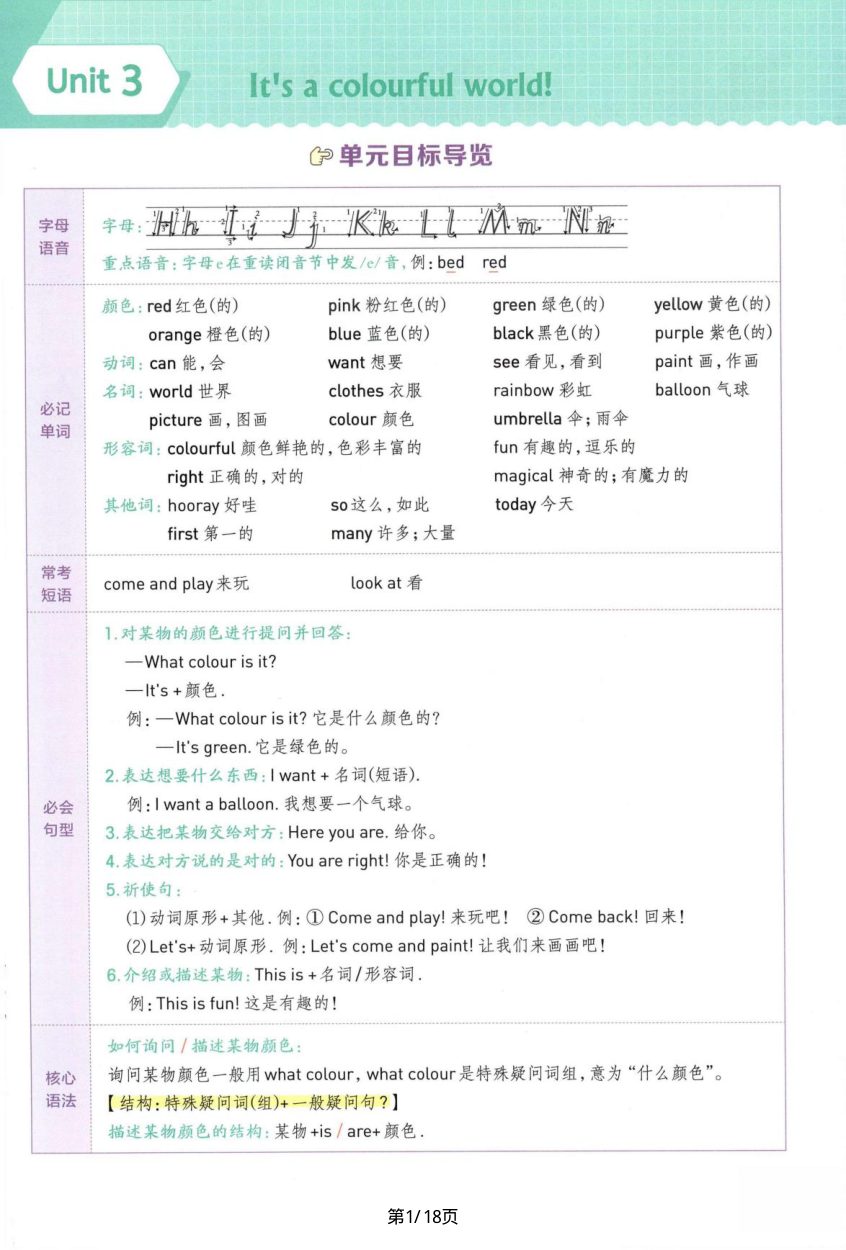 Unit 3
It's a colourful world!
单元目标导览
字母语音
字母: Hh Ii Jj Kk Ll Mm Nn
重点语音:字母e在重读闭音节中发/e/音,例:bed red
必记单词
颜色:red 红色(的) pink 粉红色(的) green 绿色(的) yellow 黄色(的)
orange 橙色(的) blue 蓝色(的) black 黑色(的) purple 紫色(的)
动词:can 能,会 want 想要 see 看见,看到 paint 画,作画
名词:world 世界 clothes 衣服 rainbow 彩虹 balloon 气球
picture 画,图画 colour 颜色 umbrella 伞;雨伞
形容词:colourful 颜色鲜艳的,色彩丰富的 fun 有趣的,逗乐的
right 正确的,对的 magical 神奇的;有魔力的
其他词:hooray 好哇 so 这么,如此 today 今天
first 第一的 many 许多;大量
常考短语
come and play 来玩 look at 看
必会句型
1.对某物的颜色进行提问并回答:
—What colour is it?
—It's +颜色.
例:—What colour is it? 它是什么颜色的?
—It's green. 它是绿色的。
2.表达想要什么东西:I want + 名词(短语).
例:I want a balloon. 我想要一个气球。
3.表达把某物交给对方:Here you are. 给你。
4.表达对方说的是对的:You are right! 你是正确的!
5.祈使句:
(1)动词原形+其他.例:① Come and play! 来玩吧! ② Come back! 回来!
(2)Let's+动词原形. 例:Let's come and paint! 让我们来画画吧!
6.介绍或描述某物:This is +名词/形容词.
例:This is fun! 这是有趣的!
核心语法
如何询问/描述某物颜色:
询问某物颜色一般用what colour, what colour是特殊疑问词组,意为“什么颜色”。
【结构:特殊疑问词(组)+一般疑问句?】
描述某物颜色的结构:某物+is/are+颜色.
第1/18页